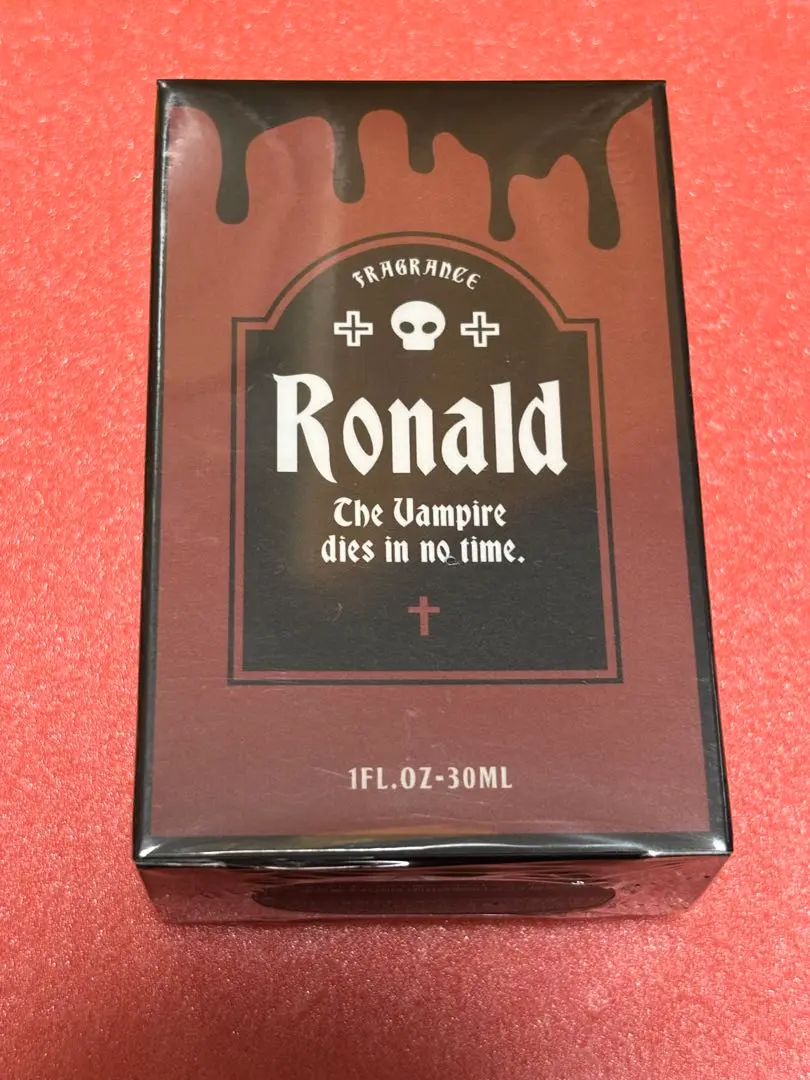 FRAGRANCE
Ronald
The Vampire
dies in no time.
1FL.OZ-30ML